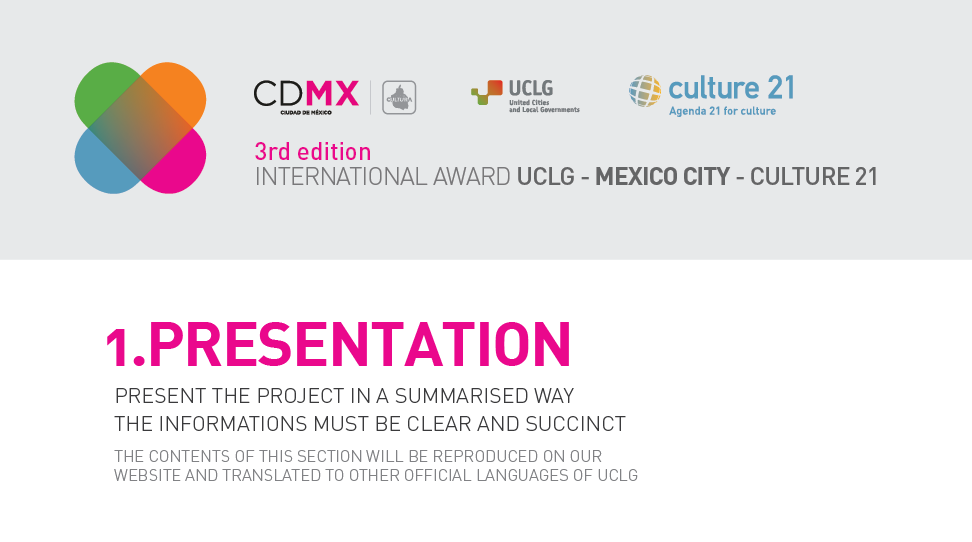 CDMX
CIUDAD DE MÉXICO
CULTURA
UCLG
United Cities
and Local Governments
culture 21
Agenda 21 for culture
3rd edition
INTERNATIONAL AWARD UCLG - MEXICO CITY - CULTURE 21
1.PRESENTATION
PRESENT THE PROJECT IN A SUMMARISED WAY
THE INFORMATIONS MUST BE CLEAR AND SUCCINCT
THE CONTENTS OF THIS SECTION WILL BE REPRODUCED ON OUR
WEBSITE AND TRANSLATED TO OTHER OFFICIAL LANGUAGES OF UCLG